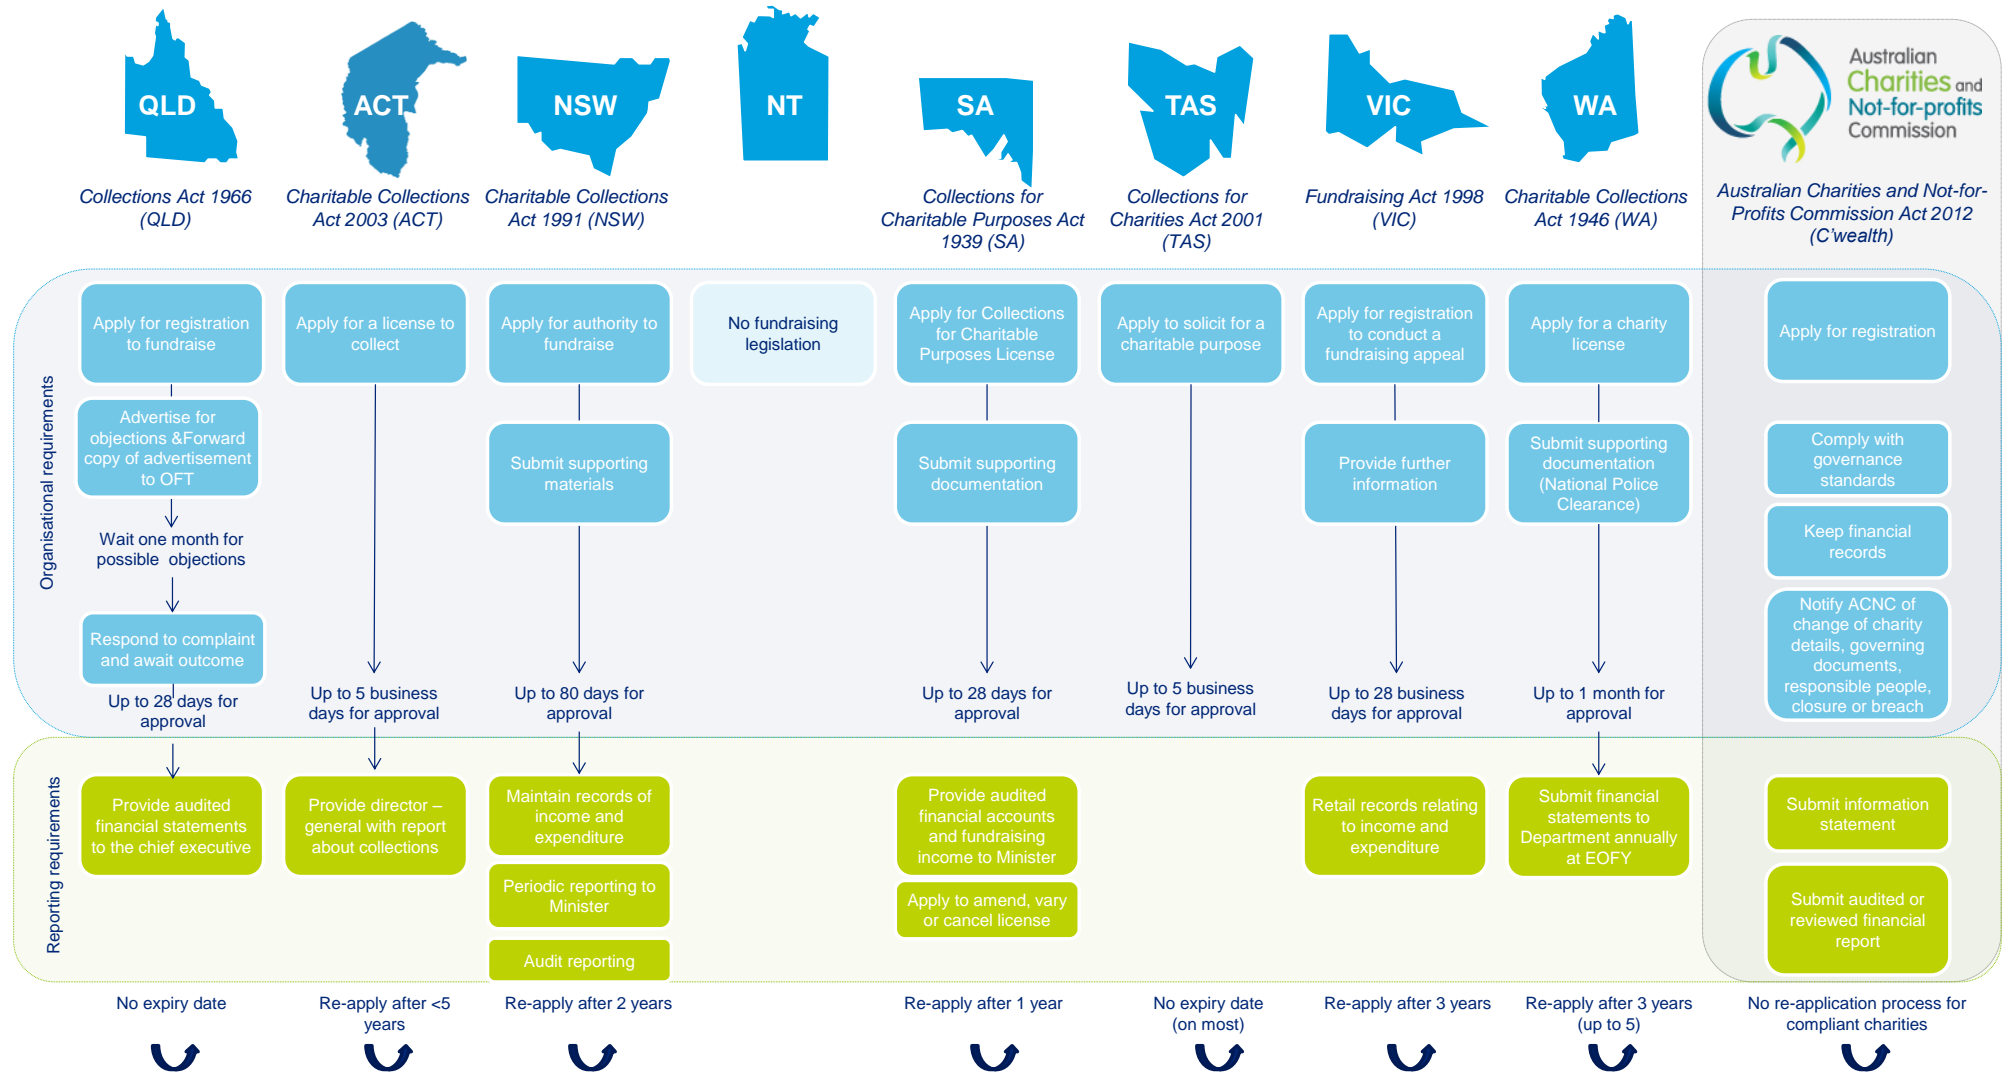 QLD
ACT
NSW
NT
SA
TAS
VIC
WA
Australian
Charities and
Not-for-profits
Commission
Collections Act 1966
(QLD)
Charitable Collections
Act 2003 (ACT)
Charitable Collections
Act 1991 (NSW)
Collections for
Charitable Purposes Act
1939 (SA)
Collections for
Charities Act 2001
(TAS)
Fundraising Act 1998
(VIC)
Charitable Collections
Act 1946 (WA)
Australian Charities and Not-for-
Profits Commission Act 2012
(C'wealth)
Organisational requirements
Apply for registration
to fundraise
Advertise for
objections &Forward
copy of advertisement
to OFT
Wait one month for
possible objections
Respond to complaint
and await outcome
Up to 28 days for
approval
Apply for a license to
collect
Up to 5 business
days for approval
Apply for authority to
fundraise
Submit supporting
materials
Up to 80 days for
approval
No fundraising
legislation
Apply for Collections
for Charitable
Purposes License
Submit supporting
documentation
Up to 28 days for
approval
Apply to solicit for a
charitable purpose
Up to 5 business
days for approval
Apply for registration
to conduct a
fundraising appeal
Provide further
information
Up to 28 business
days for approval
Apply for a charity
license
Submit supporting
documentation
(National Police
Clearance)
Up to 1 month for
approval
Apply for registration
Comply with
governance
standards
Keep financial
records
Notify ACNC of
change of charity
details, governing
documents,
responsible people,
closure or breach
Reporting requirements
Provide audited
financial statements
to the chief executive
Provide director –
general with report
about collections
Maintain records of
income and
expenditure
Periodic reporting to
Minister
Audit reporting
Provide audited
financial accounts
and fundraising
income to Minister
Apply to amend, vary
or cancel license
Retail records relating
to income and
expenditure
Submit financial
statements to
Department annually
at EOFY
Submit information
statement
Submit audited or
reviewed financial
report
No expiry date
Re-apply after <5
years
Re-apply after 2 years
Re-apply after 1 year
No expiry date
(on most)
Re-apply after 3 years
Re-apply after 3 years
(up to 5)
No re-application process for
compliant charities